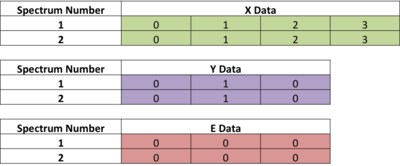 Spectrum Number X Data
1 0 1 2 3
2 0 1 2 3
Spectrum Number Y Data
1 0 1 0
2 0 1 0
Spectrum Number E Data
1 0 0 0
2 0 0 0